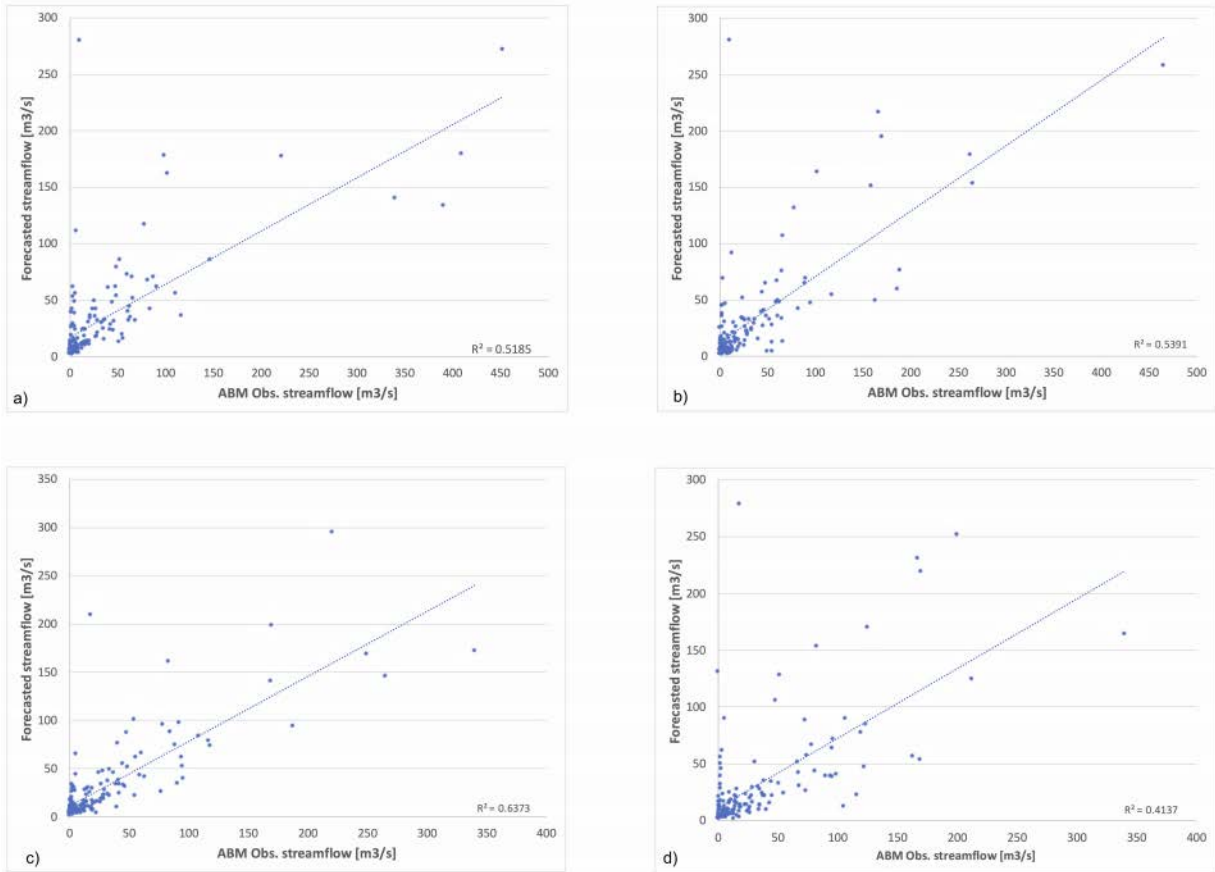 300
250
200
150
100
50
0
Forecasted streamflow [m3/s]
R² = 0.5185
0 50 100 150 200 250 300 350 400 450 500
ABM Obs. streamflow [m3/s]
a)
300
250
200
150
100
50
0
Forecasted streamflow [m3/s]
R² = 0.5391
0 50 100 150 200 250 300 350 400 450 500
ABM Obs. streamflow [m3/s]
b)
350
300
250
200
150
100
50
0
Forecasted streamflow [m3/s]
R² = 0.6373
0 50 100 150 200 250 300 350 400
ABM Obs. streamflow [m3/s]
c)
300
250
200
150
100
50
0
Forecasted streamflow [m3/s]
R² = 0.4137
0 50 100 150 200 250 300 350 400
ABM Obs. streamflow [m3/s]
d)